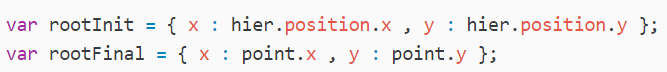 var rootInit = { x : hier.position.x , y : hier.position.y };
var rootFinal = { x : point.x , y : point.y };